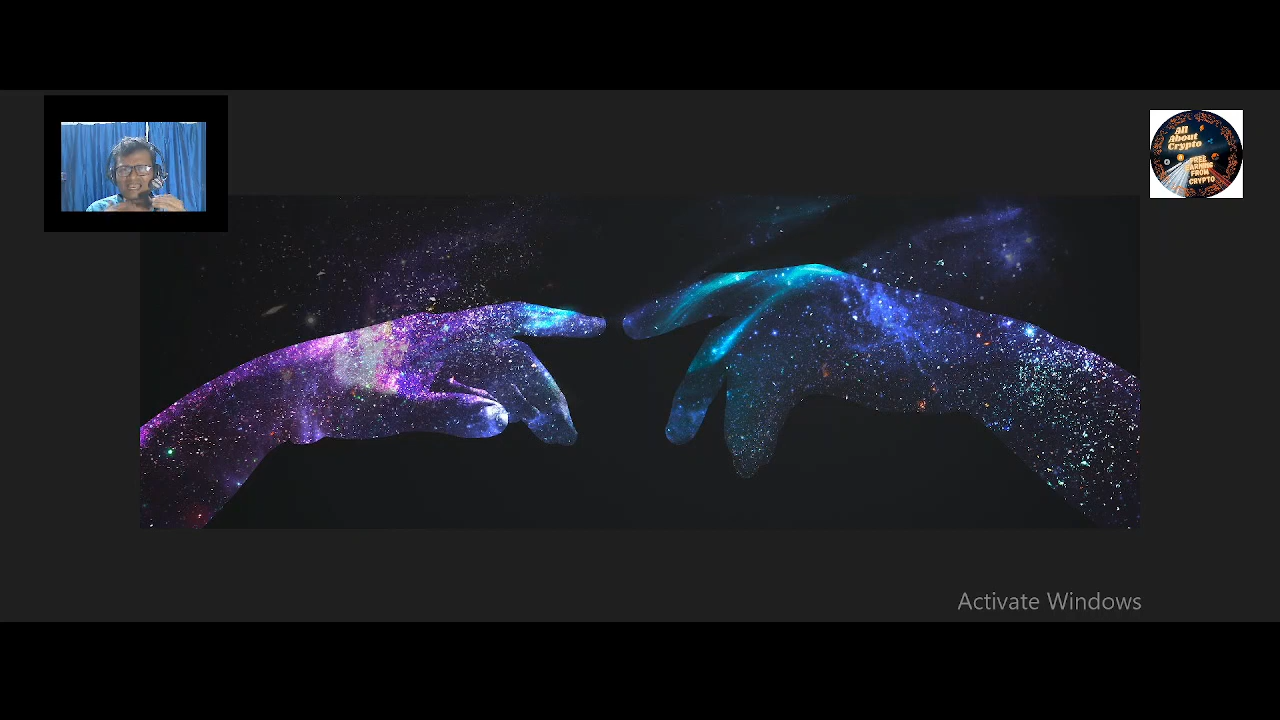 All
About
Crypto
FREE
EARNING
FROM
CRYPTO
Activate Windows